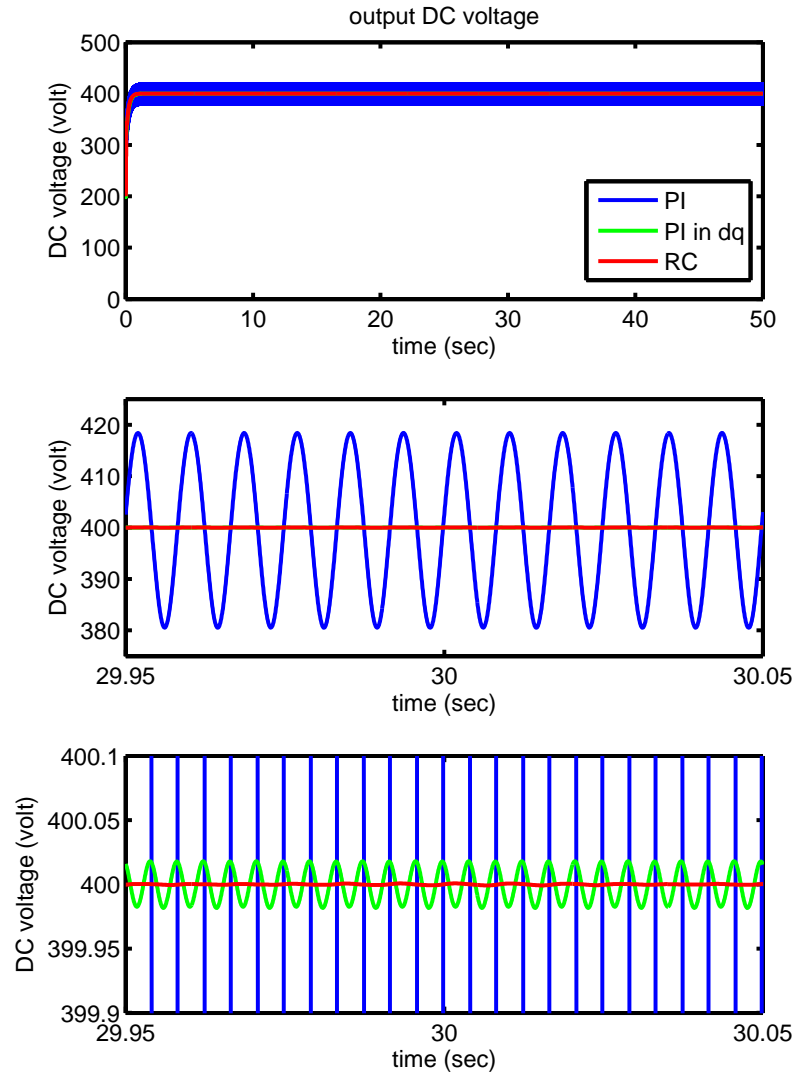 output DC voltage
500
400
300
200
100
0
DC voltage (volt)
PI
PI in dq
RC
0 10 20 30 40 50
time (sec)
420
410
400
390
380
DC voltage (volt)
29.95 30 30.05
time (sec)
400.1
400.05
400
399.95
399.9
DC voltage (volt)
29.95 30 30.05
time (sec)